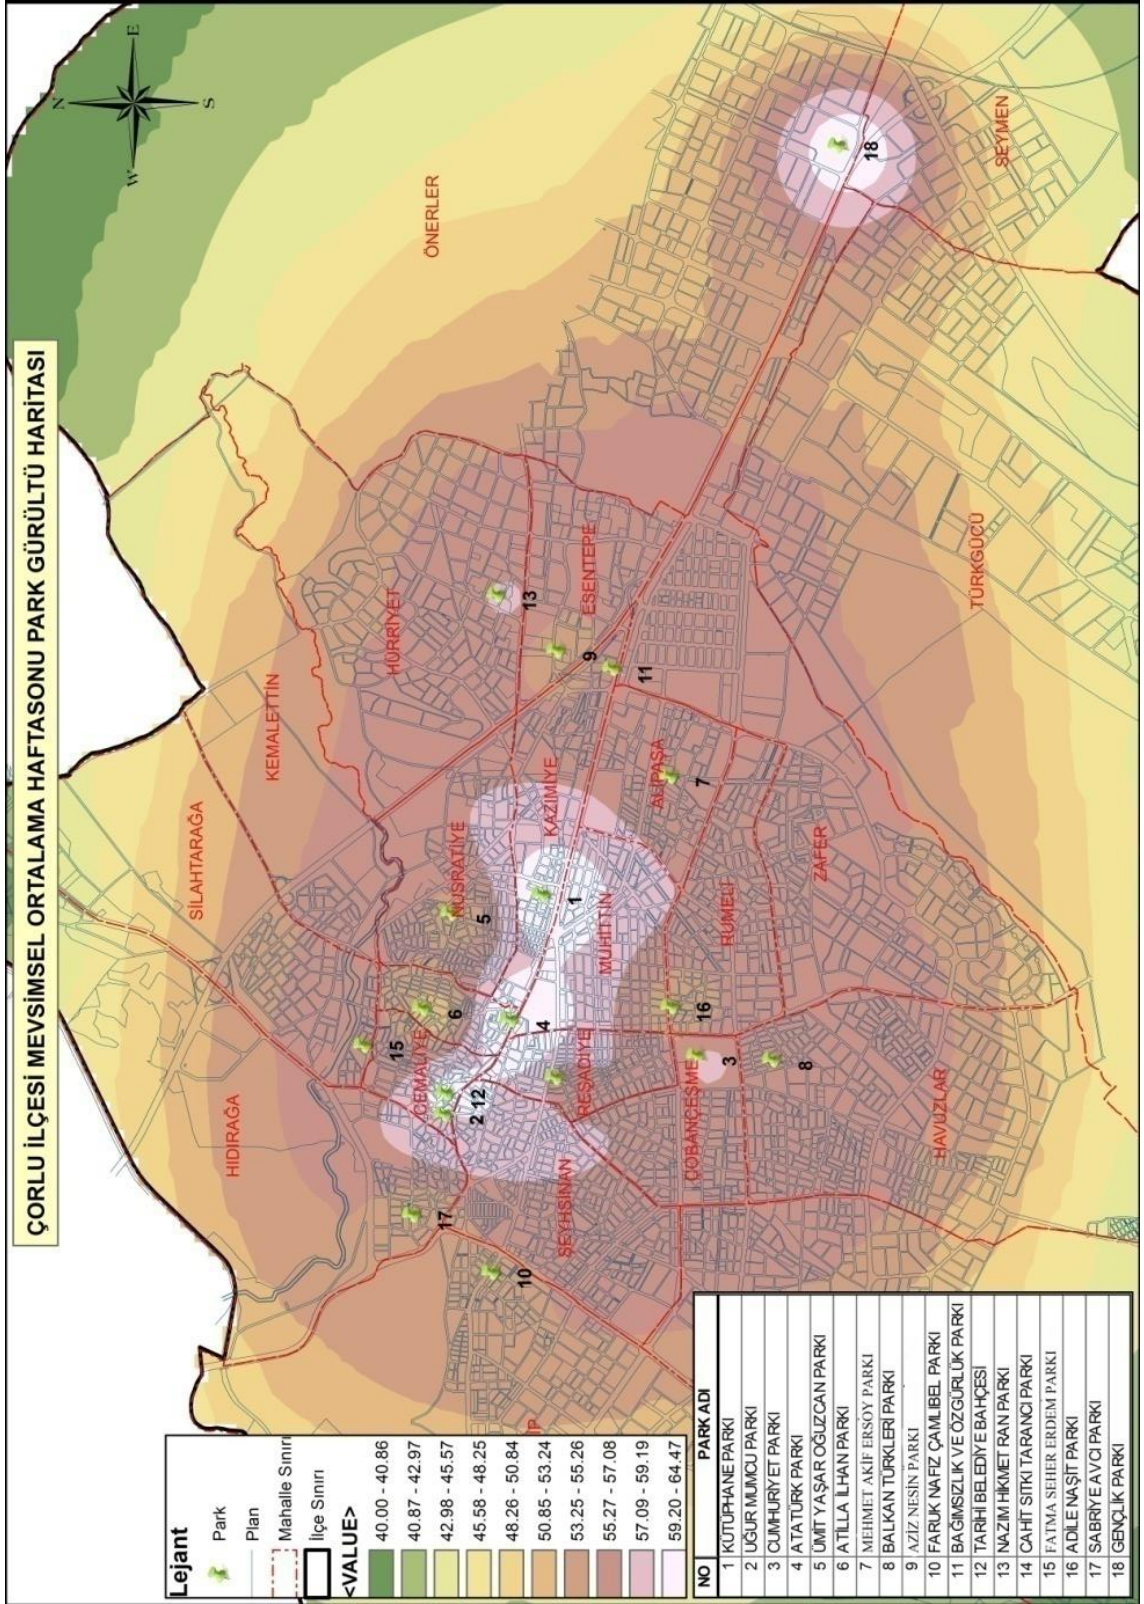 ÇORLU İLÇESİ MEVSİMSEL ORTALAMA HAFTASONU PARK GÜRÜLTÜ HARİTASI
N
W
E
S
SİLAHTARAĞA
KEMALETTİN
ÖNERLER
HIDIRAĞA
HÜRRİYET
NUSRATİYE
CEMALİYE
KAZIMİYE
ESENTEPE
ŞEYHSİNAN
REŞADİYE
MUHİTTİN
ALİPAŞA
ÇOBANÇEŞME
RUMELİ
ZAFER
HAVUZLAR
TÜRKGÜCÜ
SEYMEN
17
10
15
2 12
6
5
4
1
13
9
11
7
16
3
8
18
Lejant
Park
Plan
Mahalle Sınırı
İlçe Sınırı
<VALUE>
40.00 - 40.86
40.87 - 42.97
42.98 - 45.57
45.58 - 48.25
48.26 - 50.84
50.85 - 53.24
53.25 - 55.26
55.27 - 57.08
57.09 - 59.19
59.20 - 64.47
NO PARK ADI
1 KÜTÜPHANE PARKI
2 UĞUR MUMCU PARKI
3 CUMHURİYET PARKI
4 ATATÜRK PARKI
5 ÜMİT YAŞAR OĞUZCAN PARKI
6 ATİLLA İLHAN PARKI
7 MEHMET AKİF ERSOY PARKI
8 BALKAN TÜRKLERİ PARKI
9 AZİZ NESİN PARKI
10 FARUK NAFIZ ÇAMLIBEL PARKI
11 BAĞIMSIZLIK VE ÖZGÜRLÜK PARKI
12 TARİHİ BELEDİYE BAHÇESİ
13 NAZIM HİKMET RAN PARKI
14 CAHİT SITKI TARANCI PARKI
15 FATMA SEHER ERDEM PARKI
16 ADİLE NAŞİT PARKI
17 SABRİYE AVCI PARKI
18 GENÇLİK PARKI